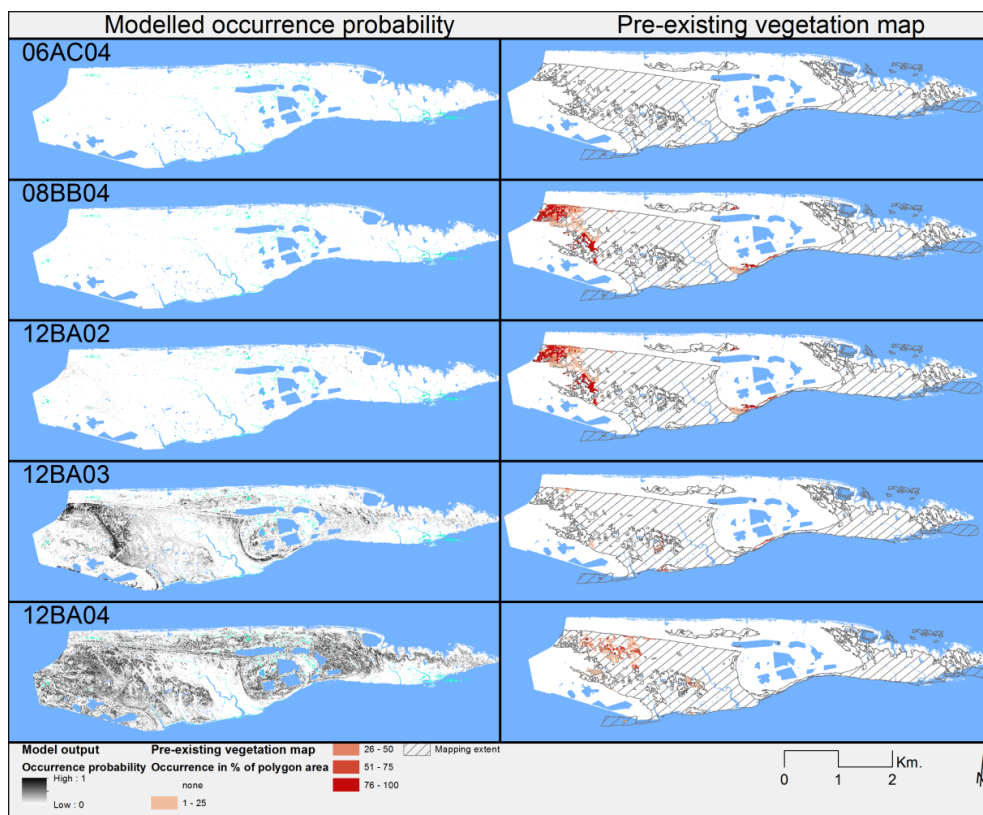 Modelled occurrence probability
Pre-existing vegetation map
06AC04
08BB04
12BA02
12BA03
12BA04
Model output
Occurrence probability
High : 1
Low : 0
Pre-existing vegetation map
Occurrence in % of polygon area
none
1 - 25
26 - 50
51 - 75
76 - 100
Mapping extent
0 1 2 Km.
N